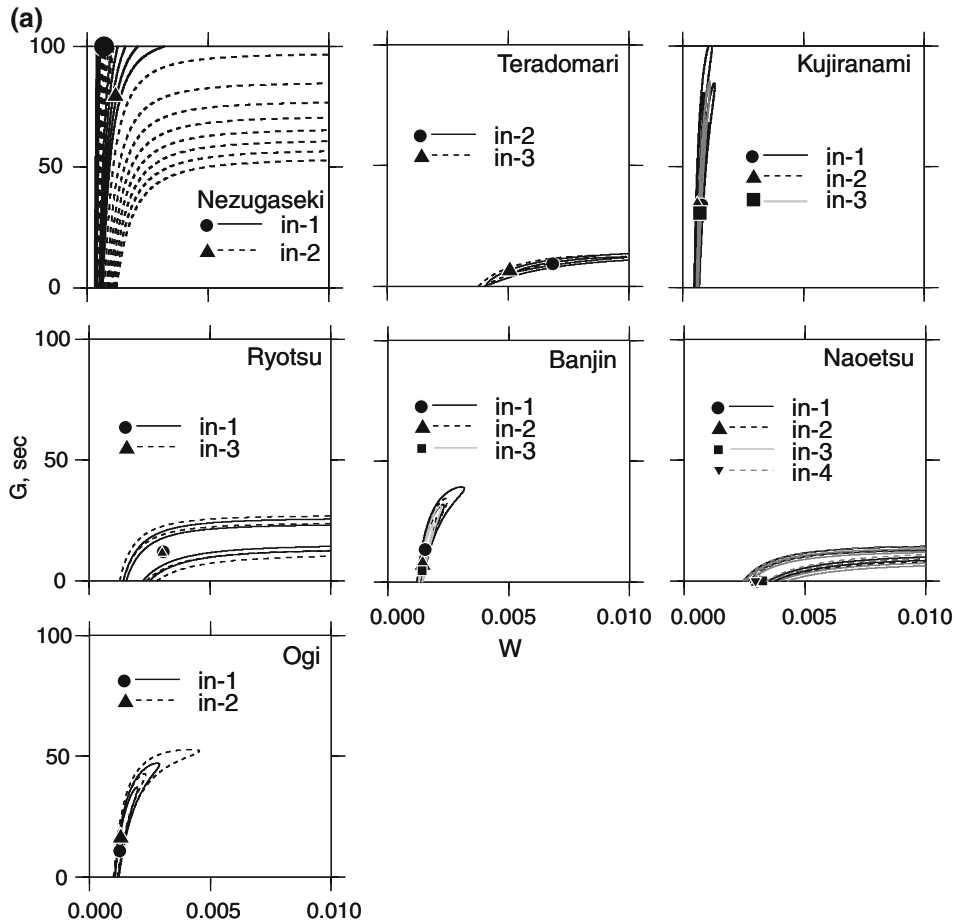 (a)
100
50
0
Nezugaseki
in-1
in-2
Teradomari
in-2
in-3
Kujiranami
in-1
in-2
in-3
G, sec
100
50
0
Ryotsu
in-1
in-3
Banjin
in-1
in-2
in-3
0.000
0.005
0.010
W
Naoetsu
in-1
in-2
in-3
in-4
0.000
0.005
0.010
100
50
0
Ogi
in-1
in-2
0.000
0.005
0.010